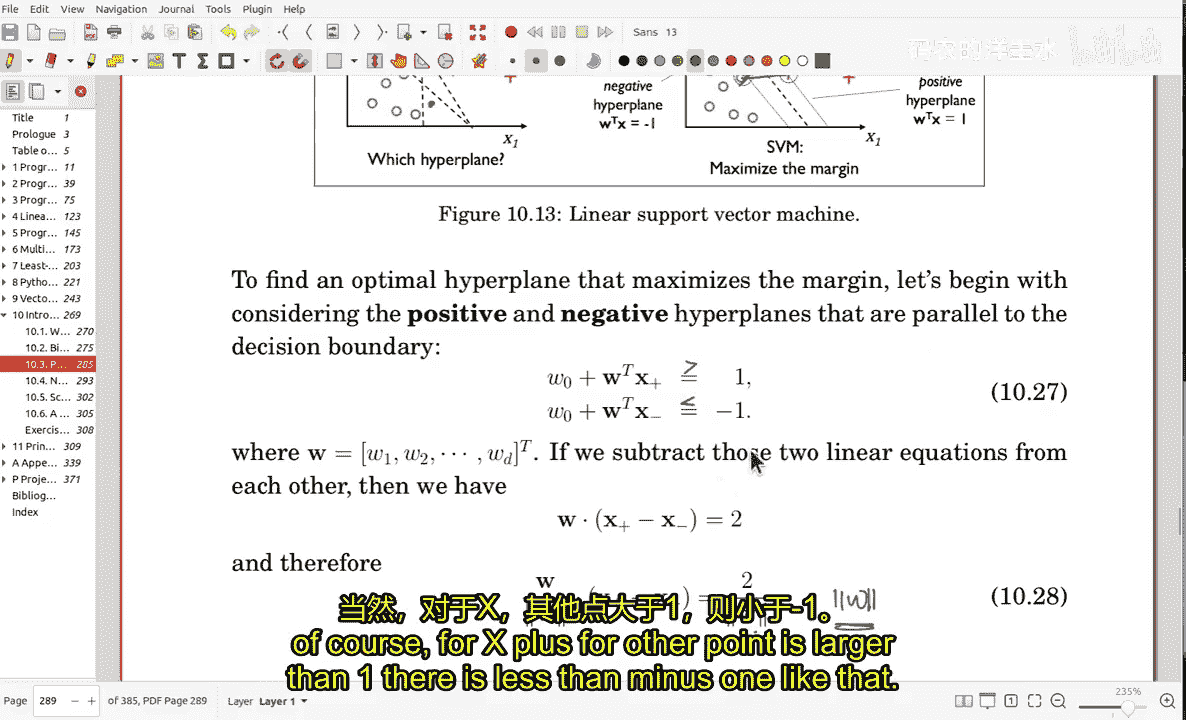 File Edit View Navigation Journal Tools Plugin Help
Sans 13
Title 1
Prologue 3
Table o... 5
1 Progr... 11
2 Progr... 39
3 Progr... 75
4 Linea... 123
5 Progr... 145
6 Multi... 173
7 Least-... 203
8 Pytho... 221
9 Vecto... 243
10 Intro... 269
10.1. W... 270
10.2. Bi... 275
10.3. P... 285
10.4. N... 293
10.5. Sc... 302
10.6. A ... 305
Exercis... 308
11 Prin... 309
A Appe... 339
P Proje... 371
Bibliog...
Index
x₁
Which hyperplane?
negative
hyperplane
wᵀx = -1
positive
hyperplane
wᵀx = 1
x₁
SVM:
Maximize the margin
Figure 10.13: Linear support vector machine.
To find an optimal hyperplane that maximizes the margin, let's begin with
considering the positive and negative hyperplanes that are parallel to the
decision boundary:
w₀ + wᵀx₊ ≧ 1,
w₀ + wᵀx₋ ≦ −1.
(10.27)
where w = [w₁, w₂, ··· , w_d]ᵀ. If we subtract those two linear equations from
each other, then we have
w · (x₊ − x₋) = 2
and therefore
w
2
=
||w||
(10.28)
当然，对于X，其他点大于1，则小于-1。
of course, for X plus for other point is larger
than 1 there is less than minus one like that.
Page 289 of 385, PDF Page 289 Layer Layer 1
235%